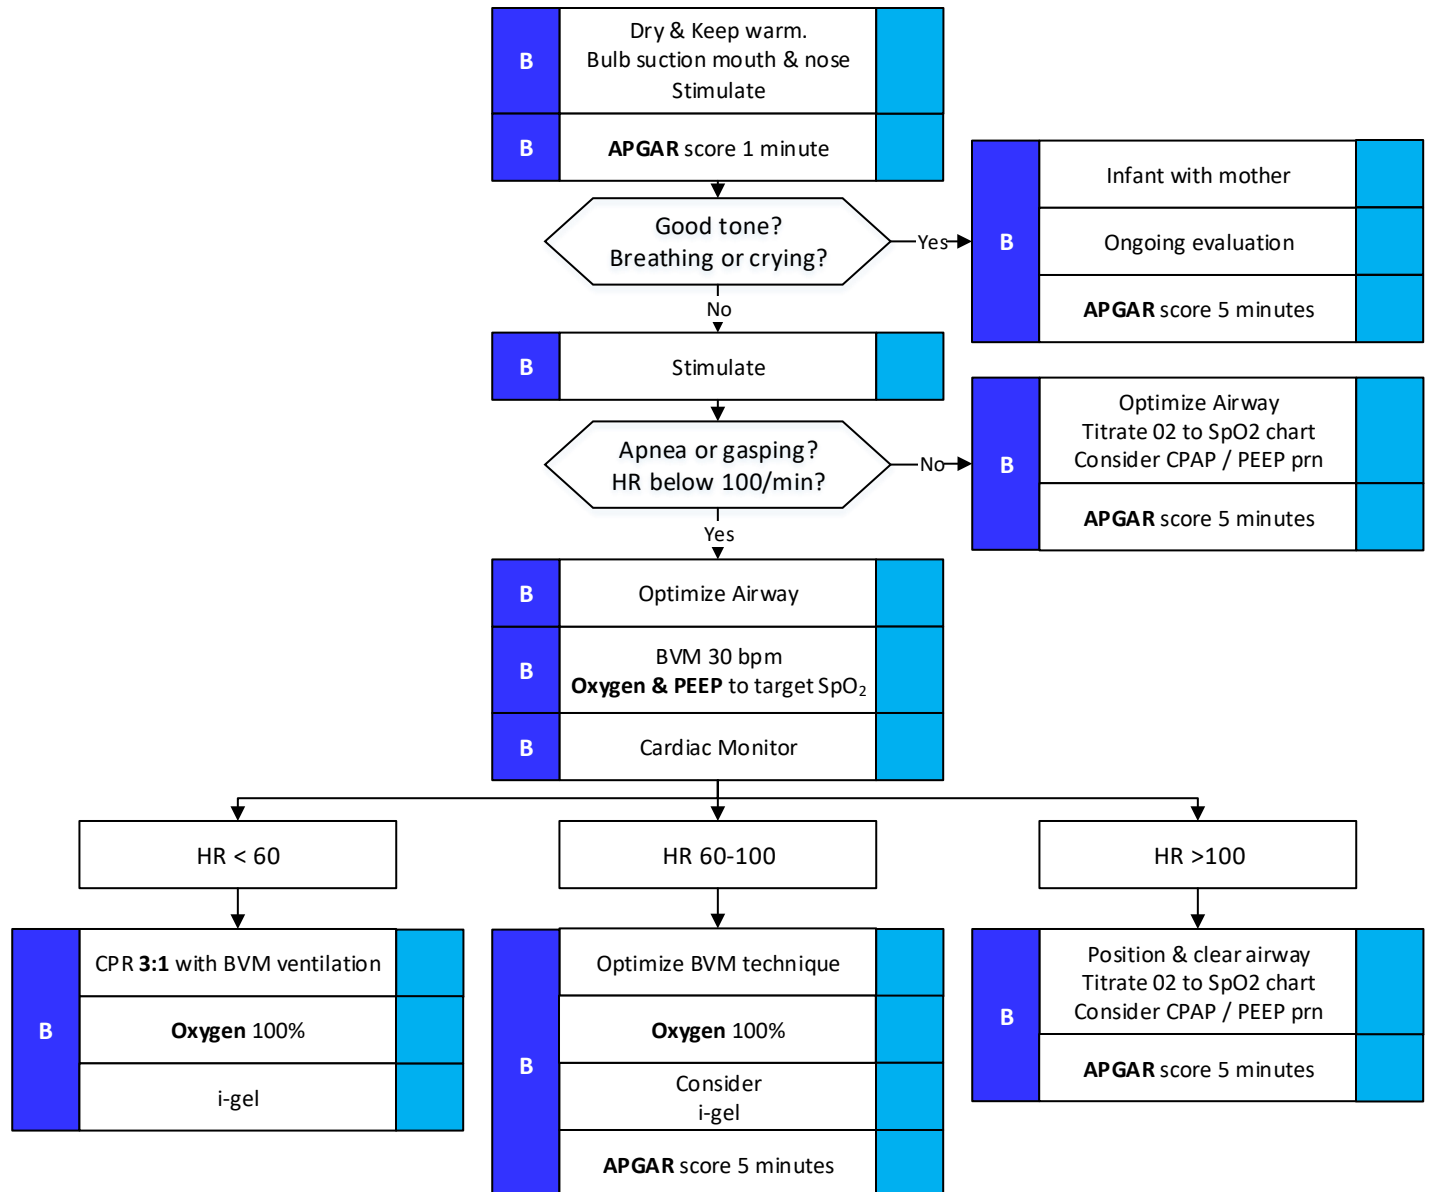 B
Dry & Keep warm.
Bulb suction mouth & nose
Stimulate
B
APGAR score 1 minute
Good tone?
Breathing or crying?
Yes
B
Infant with mother
Ongoing evaluation
APGAR score 5 minutes
No
B
Stimulate
Apnea or gasping?
HR below 100/min?
No
B
Optimize Airway
Titrate 02 to SpO2 chart
Consider CPAP / PEEP prn
APGAR score 5 minutes
Yes
B
Optimize Airway
B
BVM 30 bpm
Oxygen & PEEP to target SpO₂
B
Cardiac Monitor
HR < 60
HR 60-100
HR >100
B
CPR 3:1 with BVM ventilation
Oxygen 100%
i-gel
B
Optimize BVM technique
Oxygen 100%
Consider
i-gel
APGAR score 5 minutes
B
Position & clear airway
Titrate 02 to SpO2 chart
Consider CPAP / PEEP prn
APGAR score 5 minutes